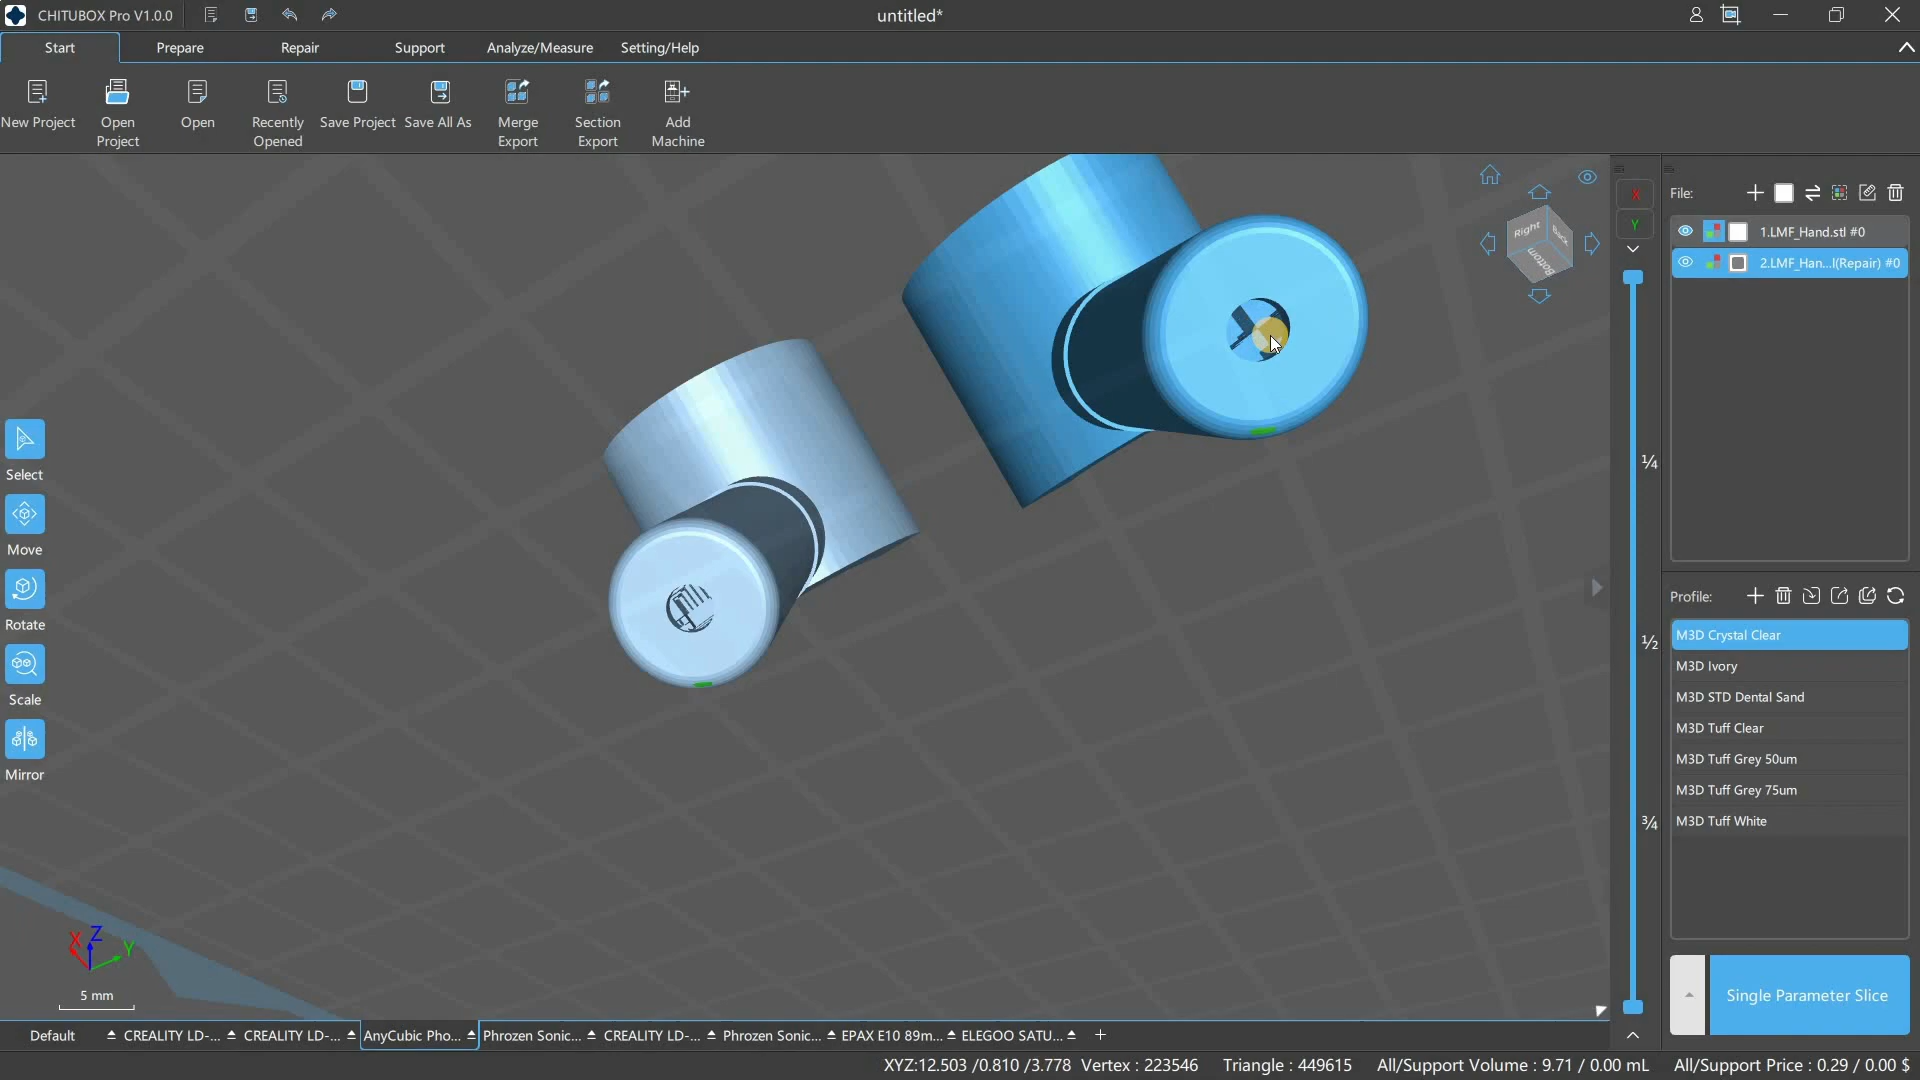 CHITUBOX Pro V1.0.0
untitled*
Start
Prepare
Repair
Support
Analyze/Measure
Setting/Help
New Project
Open Project
Open
Recently Opened
Save Project
Save All As
Merge Export
Section Export
Add Machine
Right
Back
Bottom
X
Y
File:
1.LMF_Hand.stl #0
2.LMF_Han...l(Repair) #0
Select
Move
Rotate
Scale
Mirror
¼
½
¾
Profile:
M3D Crystal Clear
M3D Ivory
M3D STD Dental Sand
M3D Tuff Clear
M3D Tuff Grey 50um
M3D Tuff Grey 75um
M3D Tuff White
X Z Y
5 mm
Single Parameter Slice
Default
CREALITY LD-...
CREALITY LD-...
AnyCubic Pho...
Phrozen Sonic...
CREALITY LD-...
Phrozen Sonic...
EPAX E10 89m...
ELEGOO SATU...
XYZ:12.503 /0.810 /3.778 Vertex : 223546 Triangle : 449615 All/Support Volume : 9.71 / 0.00 mL All/Support Price : 0.29 / 0.00 $